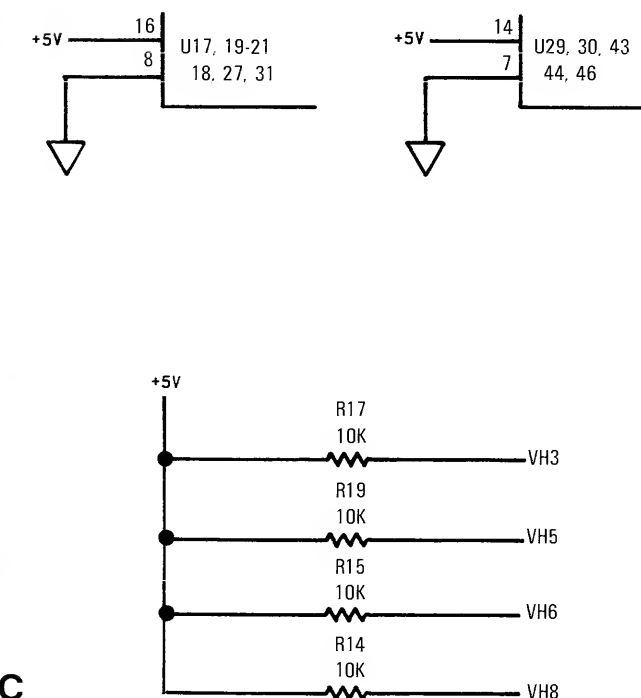 16
+5V
U17, 19-21
8
18, 27, 31
14
+5V
U29, 30, 43
7
44, 46
+5V
R17
10K
VH3
R19
10K
VH5
R15
10K
VH6
R14
10K
VH8
C